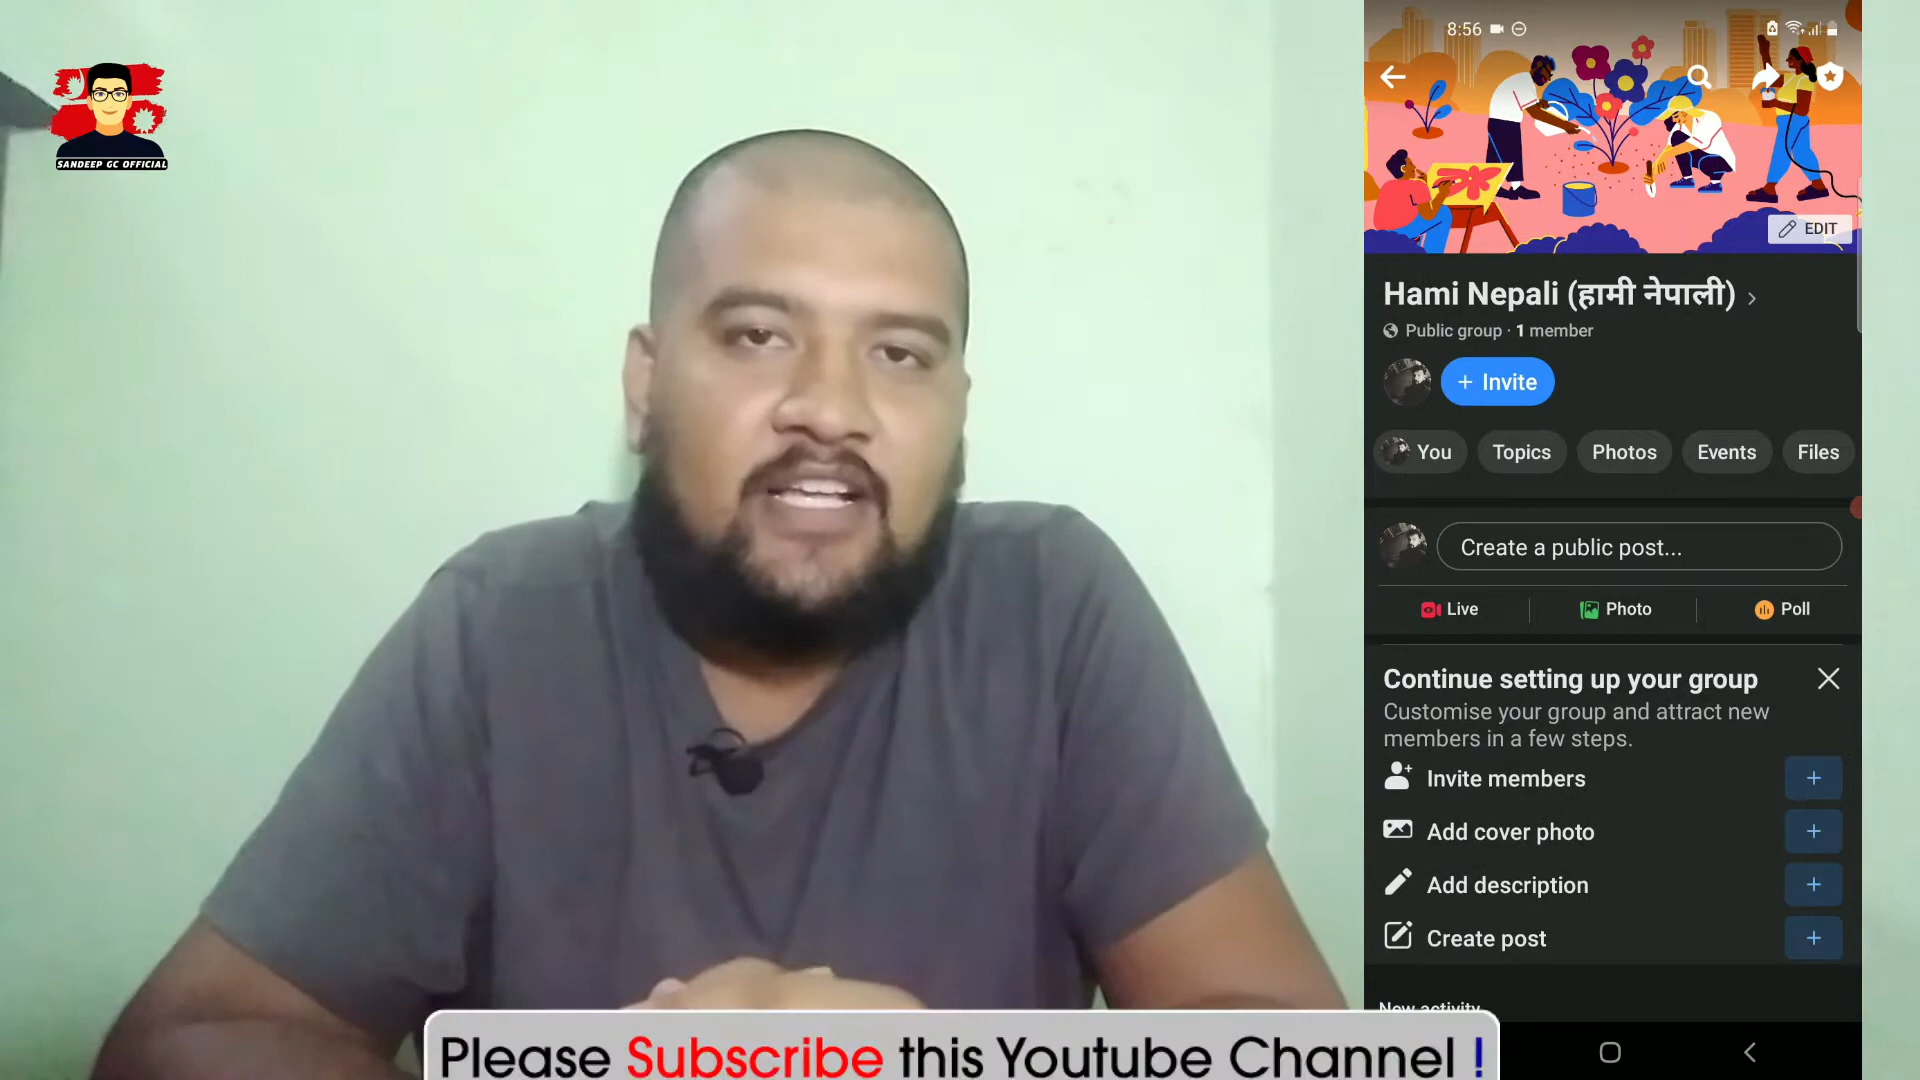 SANDEEP GC OFFICIAL
8:56
EDIT
Hami Nepali (हामी नेपाली)
Public group · 1 member
+ Invite
You Topics Photos Events Files
Create a public post...
Live Photo Poll
Continue setting up your group
Customise your group and attract new
members in a few steps.
Invite members
Add cover photo
Add description
Create post
New activity
Please Subscribe this Youtube Channel !